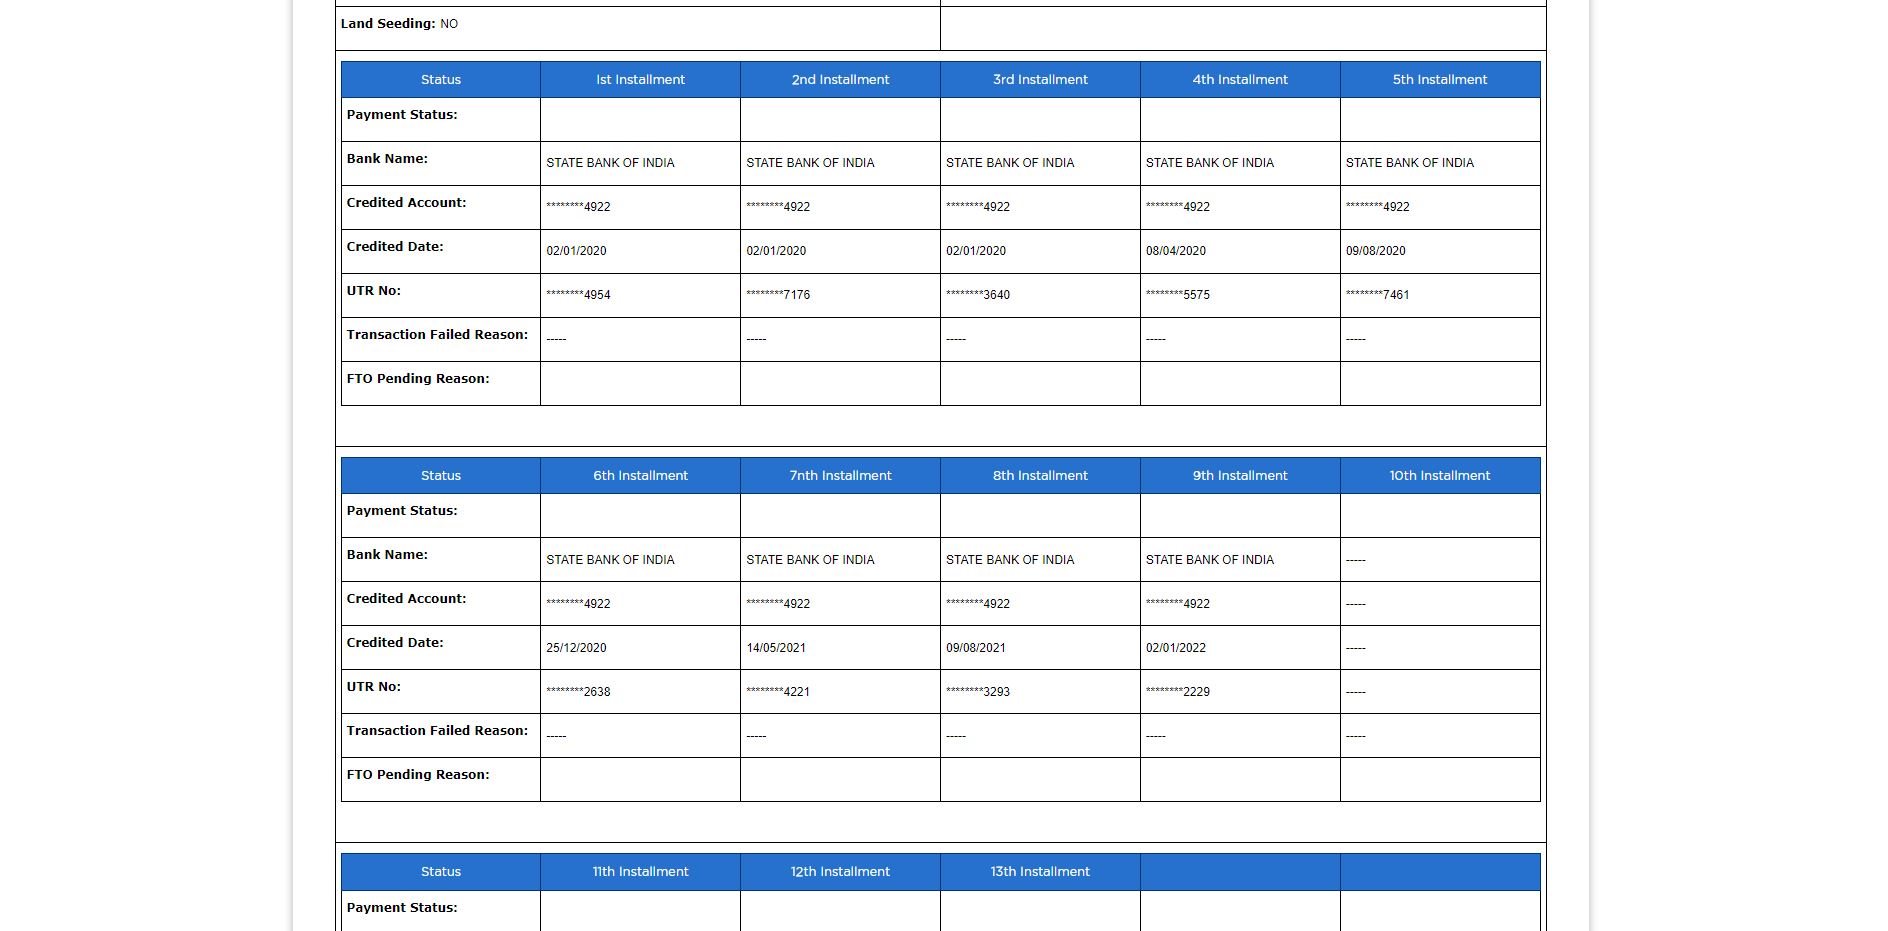 Land Seeding: NO
Status 1st Installment 2nd Installment 3rd Installment 4th Installment 5th Installment
Payment Status:
Bank Name: STATE BANK OF INDIA STATE BANK OF INDIA STATE BANK OF INDIA STATE BANK OF INDIA STATE BANK OF INDIA
Credited Account: ********4922 ********4922 ********4922 ********4922 ********4922
Credited Date: 02/01/2020 02/01/2020 02/01/2020 08/04/2020 09/08/2020
UTR No: ********4954 ********7176 ********3640 ********5575 ********7461
Transaction Failed Reason: ----- ----- ----- ----- -----
FTO Pending Reason:
Status 6th Installment 7nth Installment 8th Installment 9th Installment 10th Installment
Payment Status:
Bank Name: STATE BANK OF INDIA STATE BANK OF INDIA STATE BANK OF INDIA STATE BANK OF INDIA -----
Credited Account: ********4922 ********4922 ********4922 ********4922 -----
Credited Date: 25/12/2020 14/05/2021 09/08/2021 02/01/2022 -----
UTR No: ********2638 ********4221 ********3293 ********2229 -----
Transaction Failed Reason: ----- ----- ----- ----- -----
FTO Pending Reason:
Status 11th Installment 12th Installment 13th Installment
Payment Status: